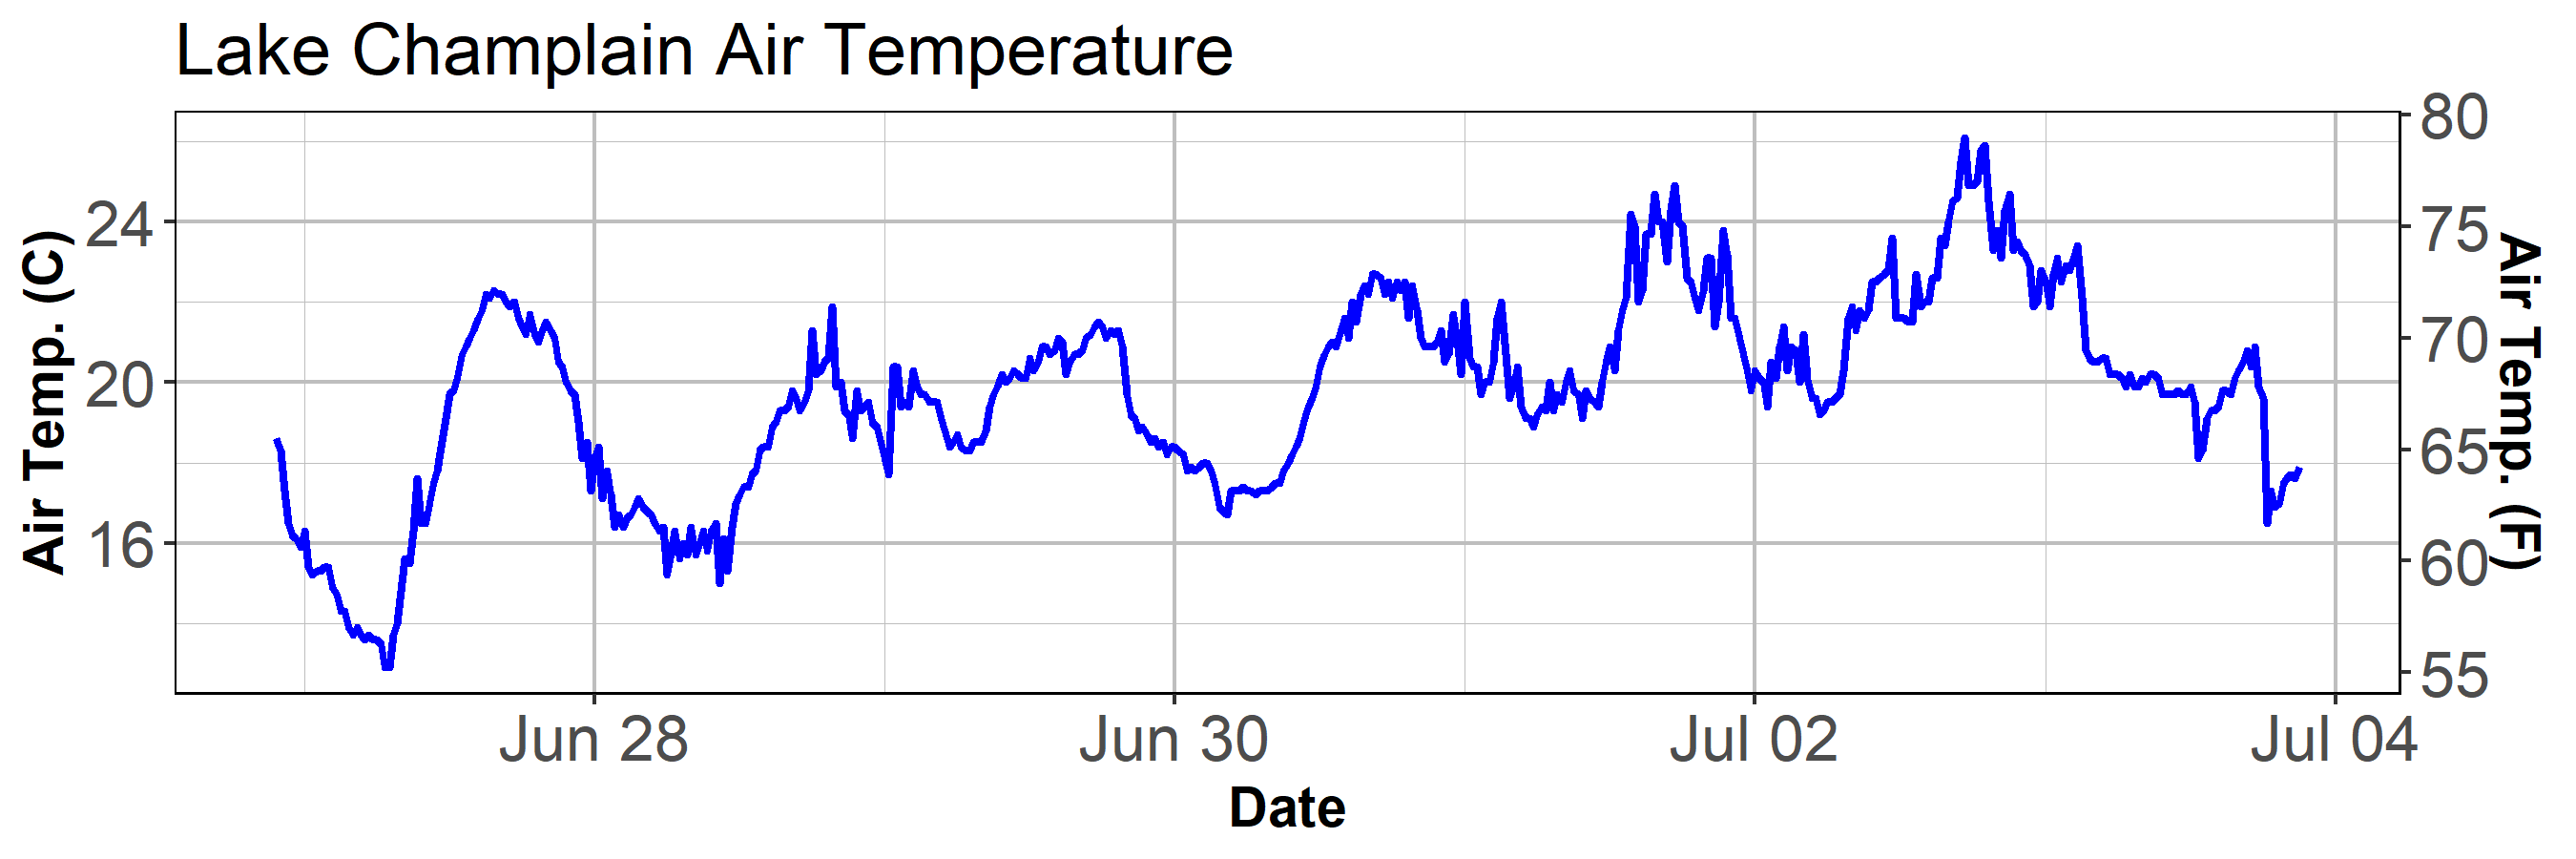 Lake Champlain Air Temperature
Air Temp. (C)
24
20
16
80
75
70
65
60
55
Air Temp. (F)
Jun 28 Jun 30 Jul 02 Jul 04
Date